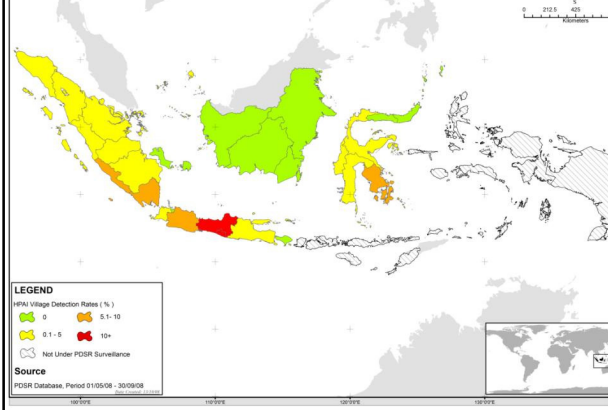 S
0 212.5 425
Kilometers
LEGEND
HPAI Village Detection Rates ( % )
0 5.1- 10
0.1 - 5 10+
Not Under PDSR Surveillance
Source
PDSR Database, Period 01/05/08 - 30/09/08
100°0'0"E 110°0'0"E 120°0'0"E 130°0'0"E